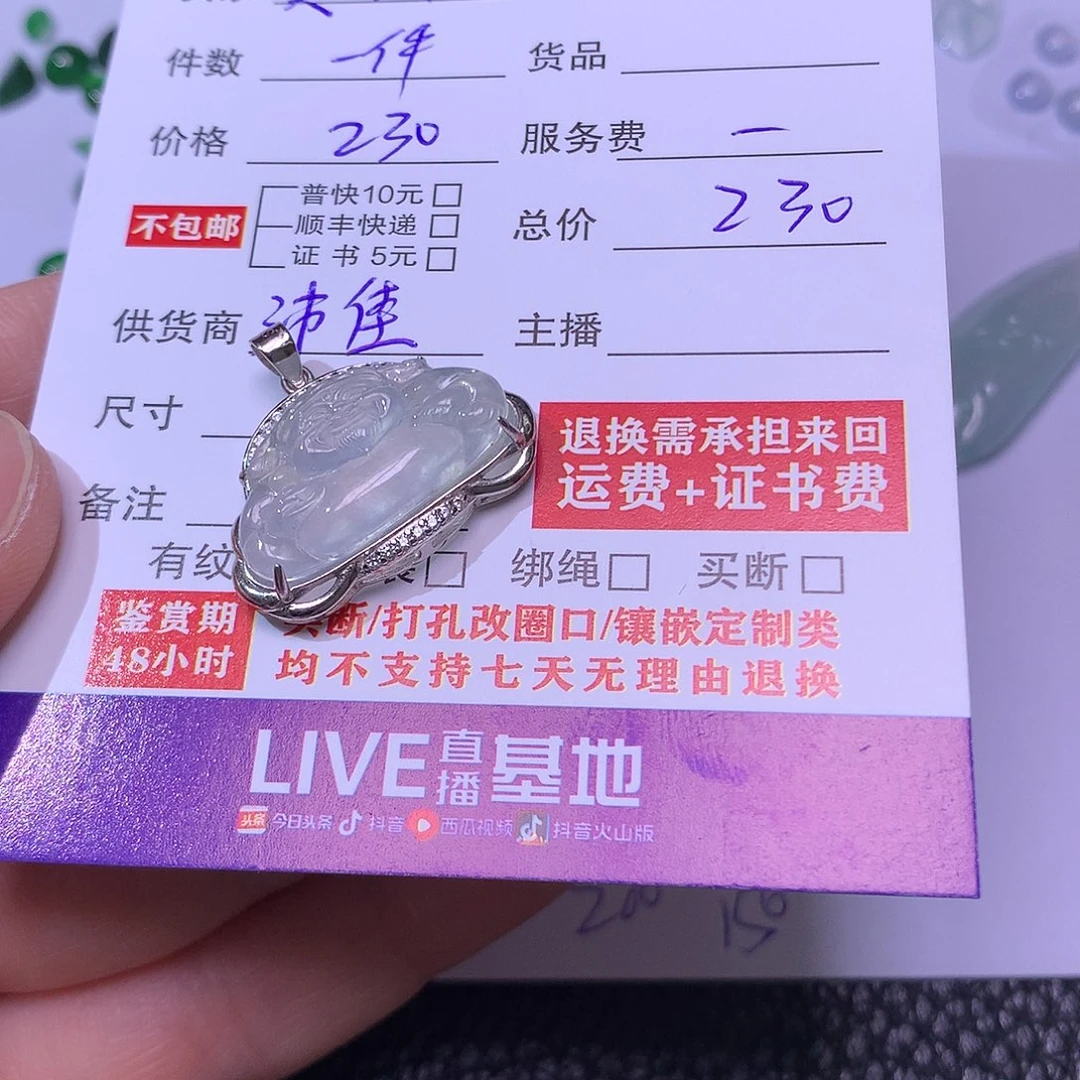 件数 一件 货品
价格 230 服务费 一
不包邮
普快10元
顺丰快递
证书 5元
总价 230
供货商 沛佳 主播
尺寸
备注
退换需承担来回
运费+证书费
有纹 绑绳 买断
鉴赏期
48小时
买断/打孔改圈口/镶嵌定制类
均不支持七天无理由退换
LIVE直播基地
头条 今日头条 抖音 西瓜视频 抖音火山版
200 150